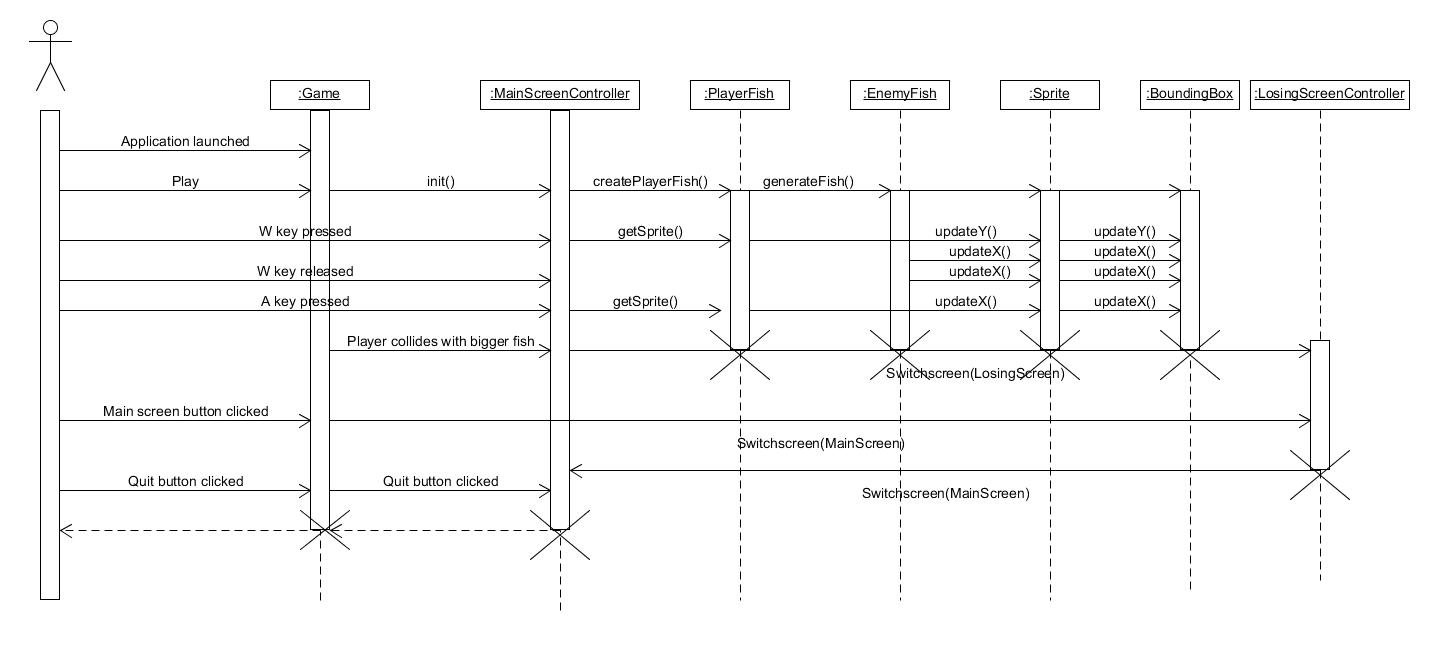 :Game
:MainScreenController
:PlayerFish
:EnemyFish
:Sprite
:BoundingBox
:LosingScreenController
Application launched
Play
init()
createPlayerFish()
generateFish()
W key pressed
getSprite()
updateY()
updateY()
updateX()
updateX()
W key released
updateX()
updateX()
A key pressed
getSprite()
updateX()
updateX()
Player collides with bigger fish
Switchscreen(LosingScreen)
Main screen button clicked
Switchscreen(MainScreen)
Quit button clicked
Quit button clicked
Switchscreen(MainScreen)